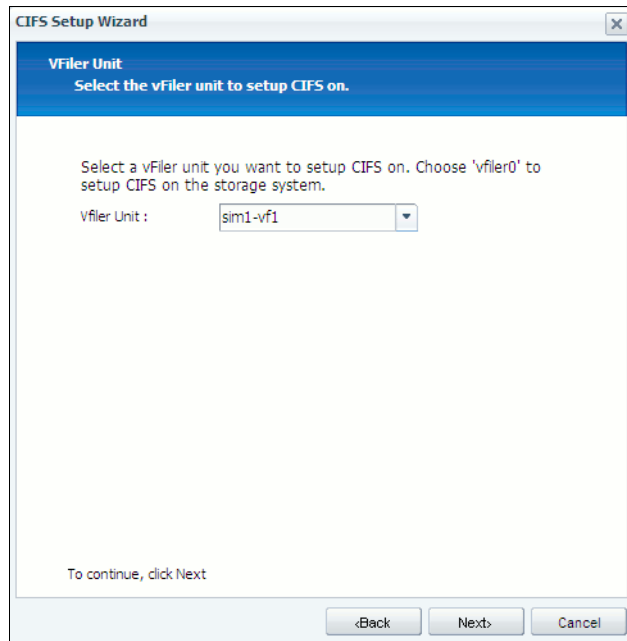 CIFS Setup Wizard
VFiler Unit
Select the vFiler unit to setup CIFS on.
Select a vFiler unit you want to setup CIFS on. Choose 'vfiler0' to
setup CIFS on the storage system.
Vfiler Unit :
sim1-vf1
To continue, click Next
<Back
Next>
Cancel